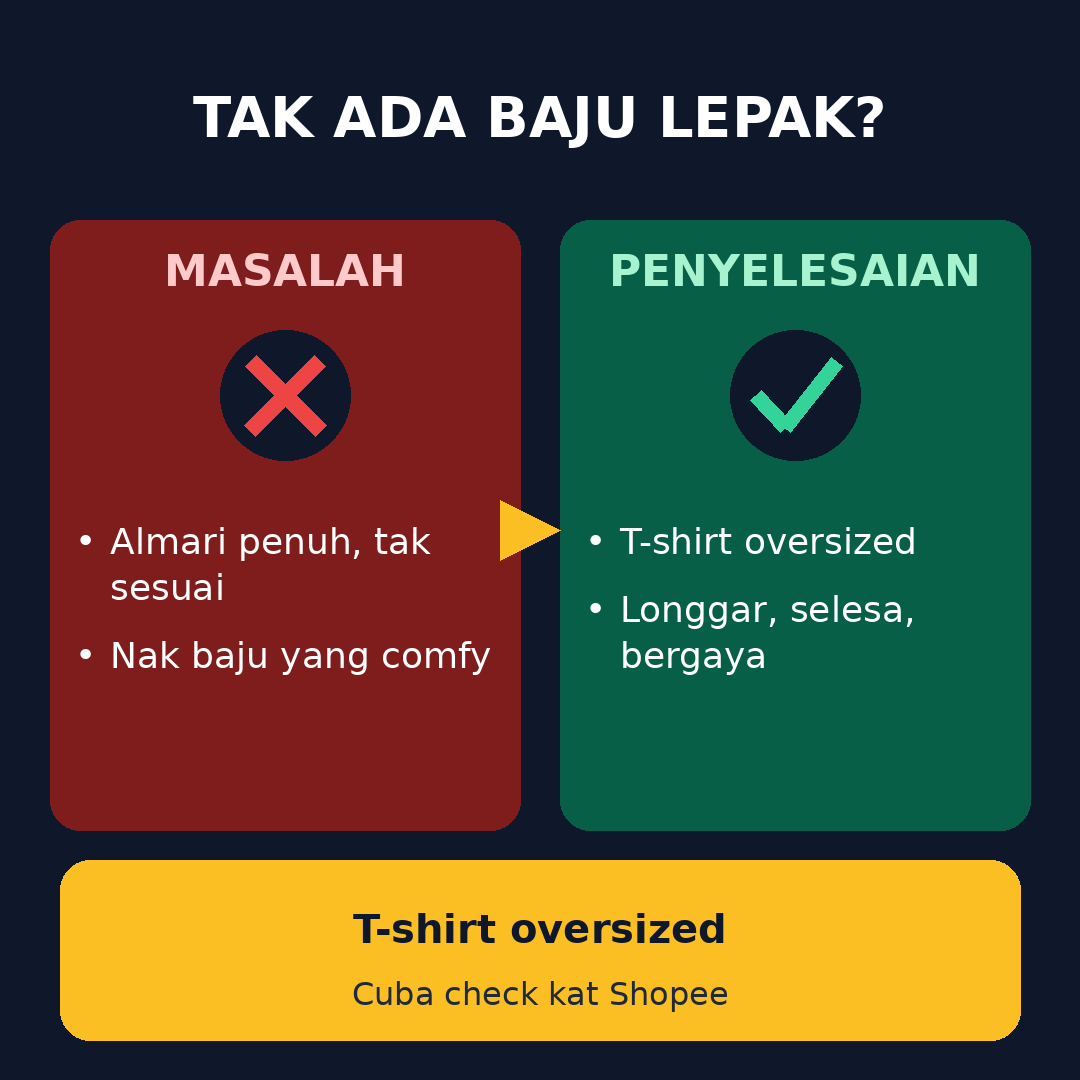 TAK ADA BAJU LEPAK?
MASALAH
• Almari penuh, tak
sesuai
• Nak baju yang comfy
PENYELESAIAN
• T-shirt oversized
• Longgar, selesa,
bergaya
T-shirt oversized
Cuba check kat Shopee